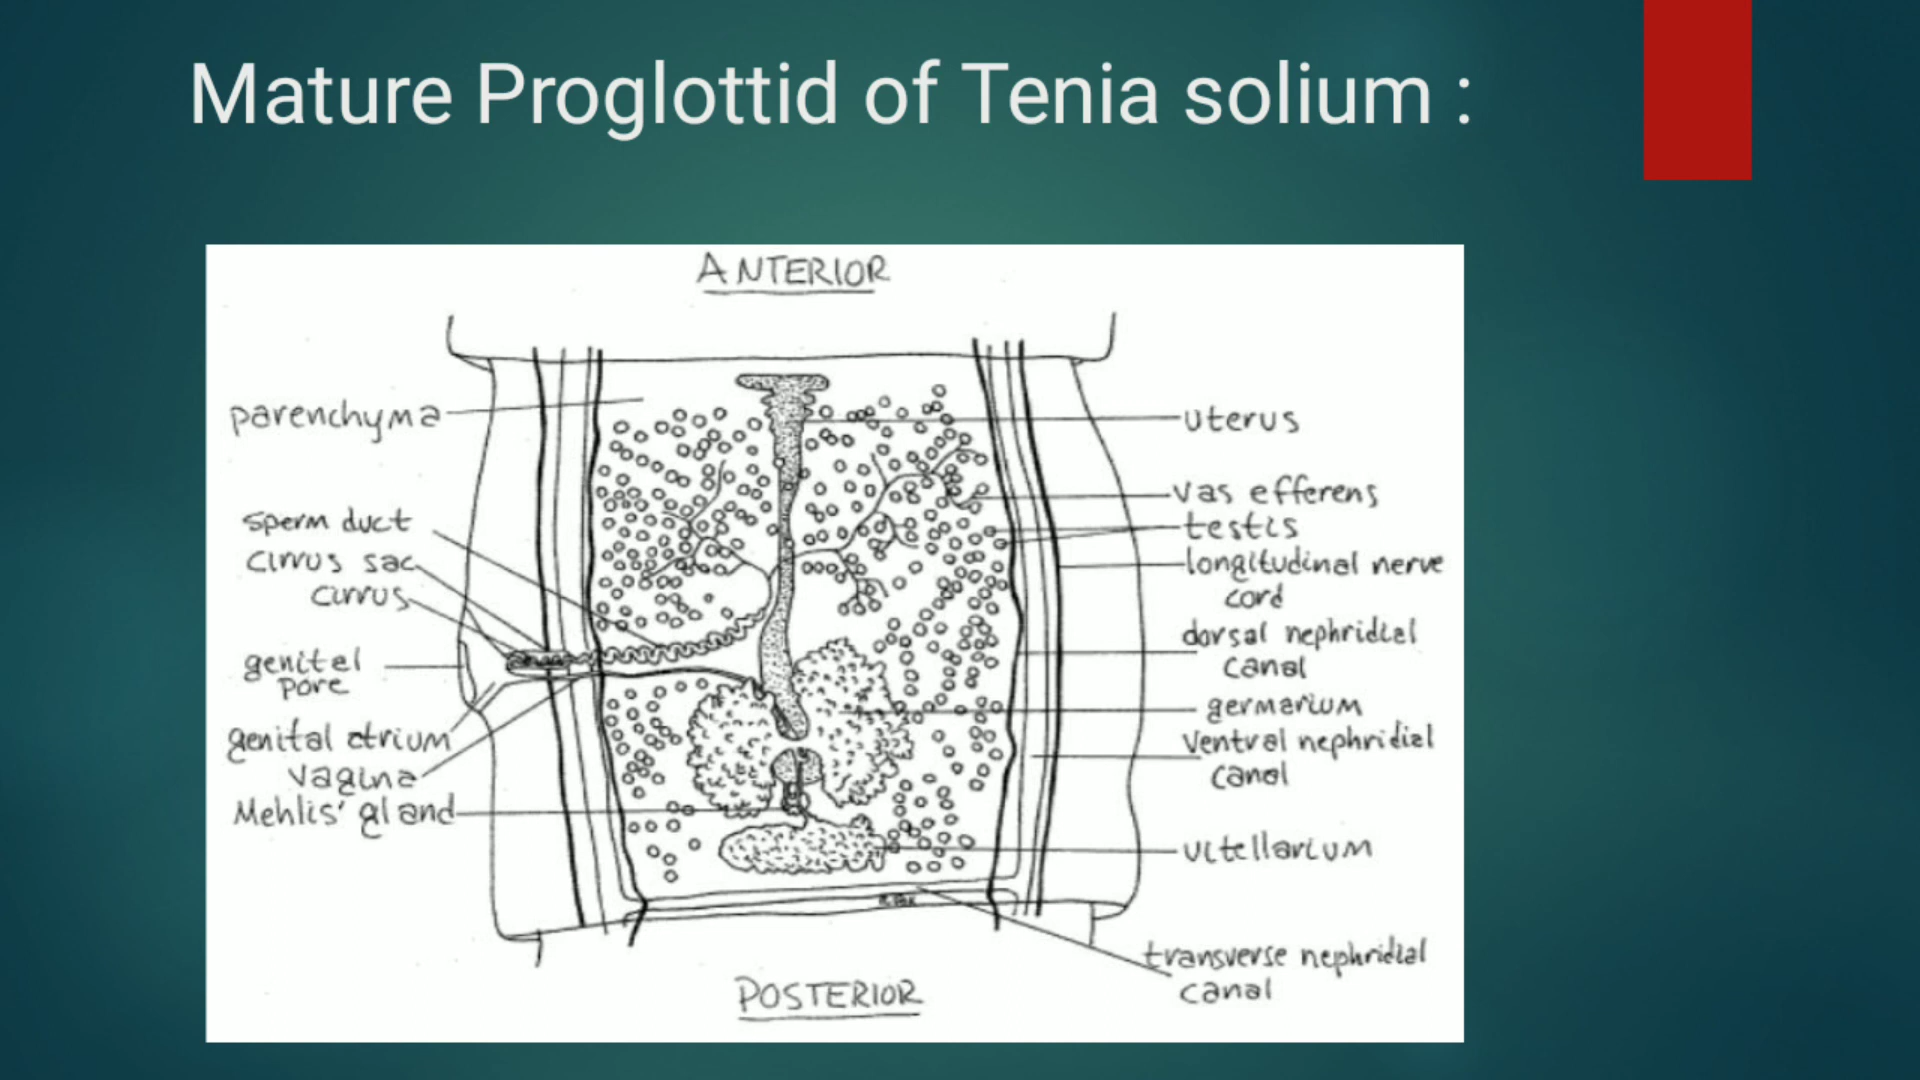 Mature Proglottid of Tenia solium :
ANTERIOR
parenchyma
sperm duct
cirrus sac
cirrus
genital
pore
genital atrium
vagina
Mehlis' gland
uterus
vas efferens
testis
longitudinal nerve
cord
dorsal nephridial
canal
germarium
Ventral nephridial
canal
vitellarium
transverse nephridial
canal
POSTERIOR